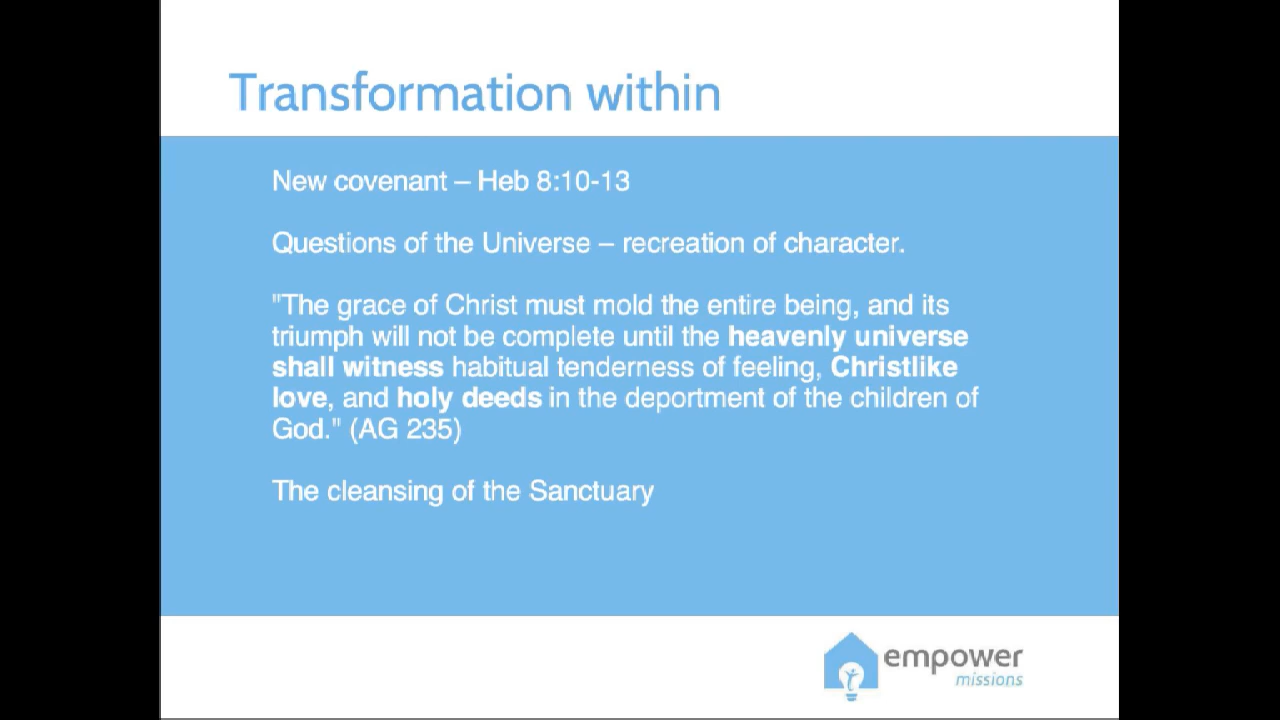 Transformation within
New covenant – Heb 8:10-13
Questions of the Universe – recreation of character.
"The grace of Christ must mold the entire being, and its
triumph will not be complete until the heavenly universe
shall witness habitual tenderness of feeling, Christlike
love, and holy deeds in the deportment of the children of
God." (AG 235)
The cleansing of the Sanctuary
empower
missions